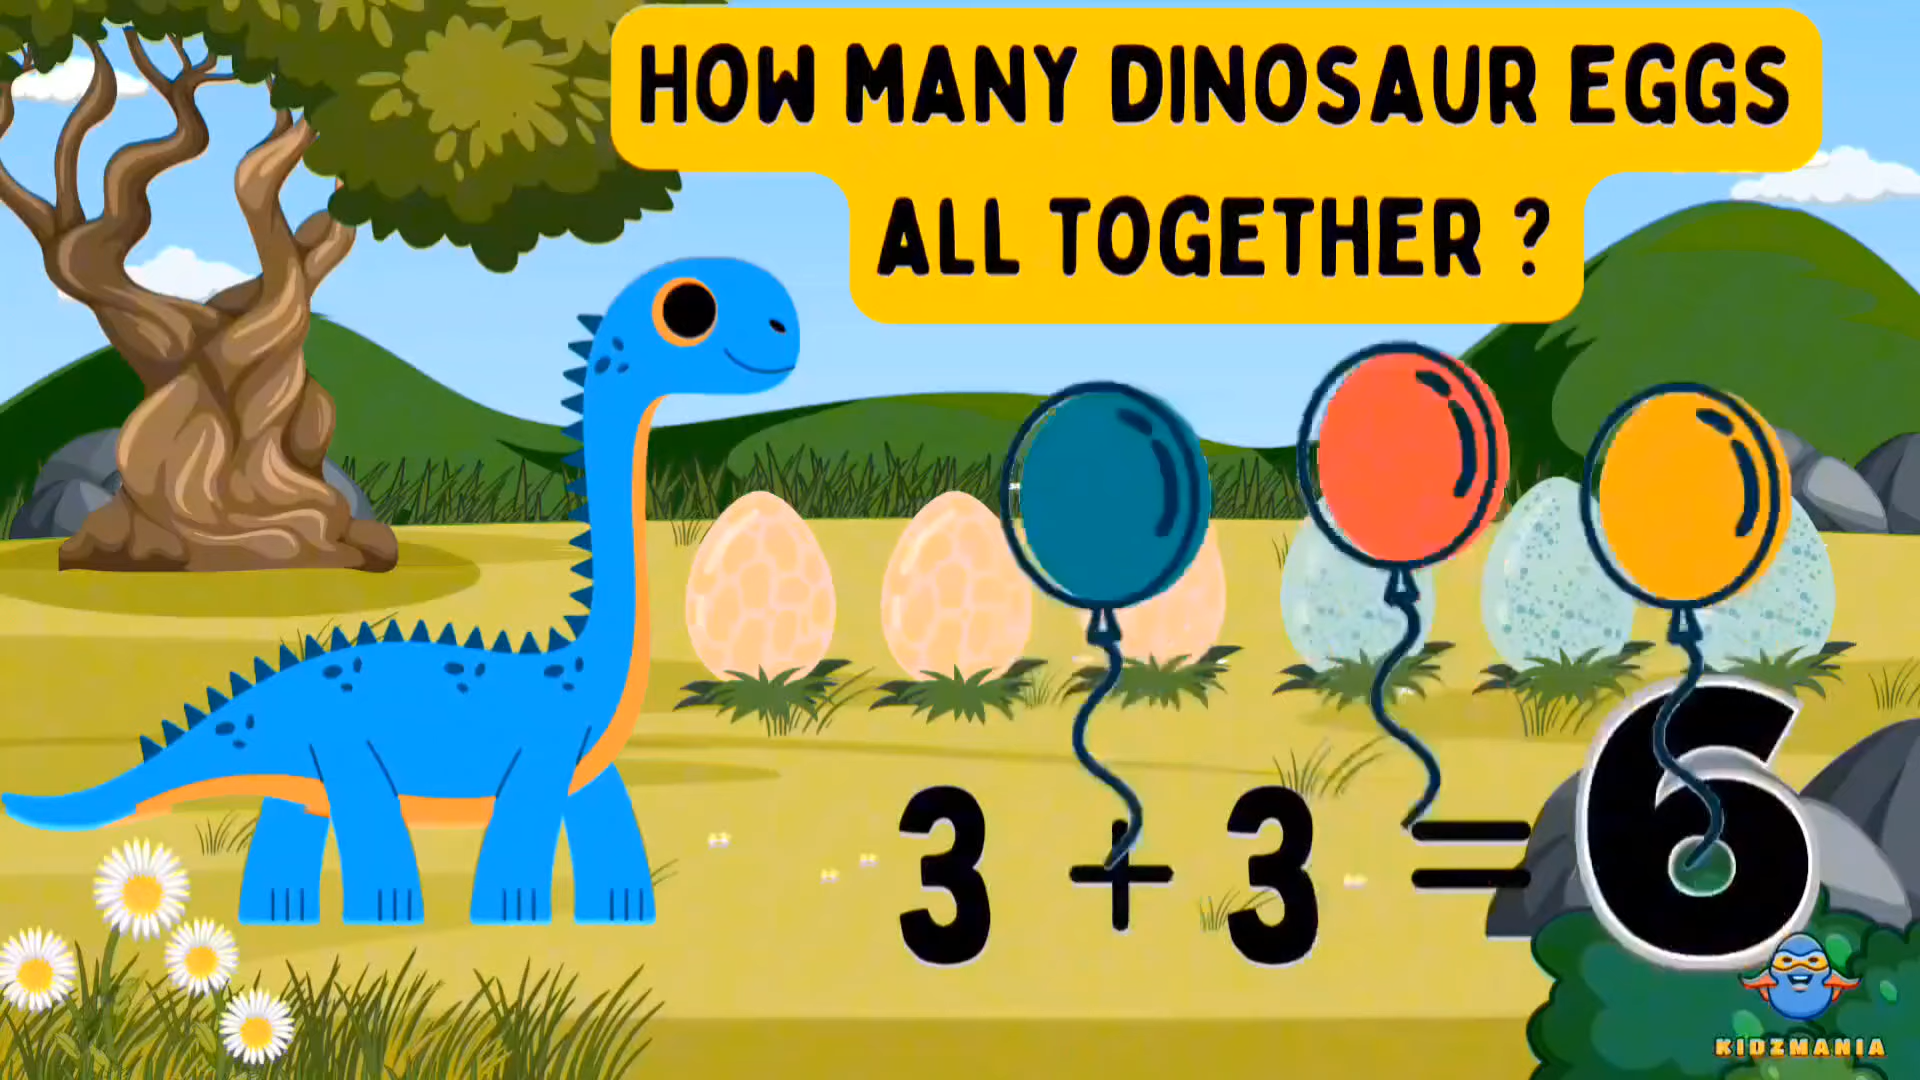 HOW MANY DINOSAUR EGGS
ALL TOGETHER ?
3 + 3 = 6
KIDZMANIA